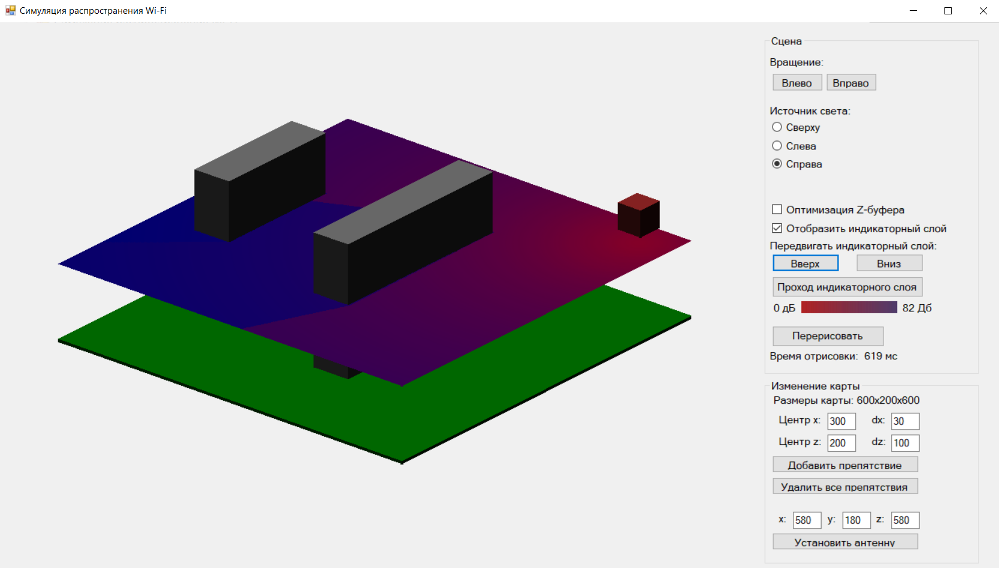 Симуляция распространения Wi-Fi
Сцена
Вращение:
Влево Вправо
Источник света:
Сверху
Слева
Справа
Оптимизация Z-буфера
Отобразить индикаторный слой
Передвигать индикаторный слой:
Вверх Вниз
Проход индикаторного слоя
0 дБ 82 Дб
Перерисовать
Время отрисовки: 619 мс
Изменение карты
Размеры карты: 600x200x600
Центр x: 300 dx: 30
Центр z: 200 dz: 100
Добавить препятствие
Удалить все препятствия
x: 580 y: 180 z: 580
Установить антенну